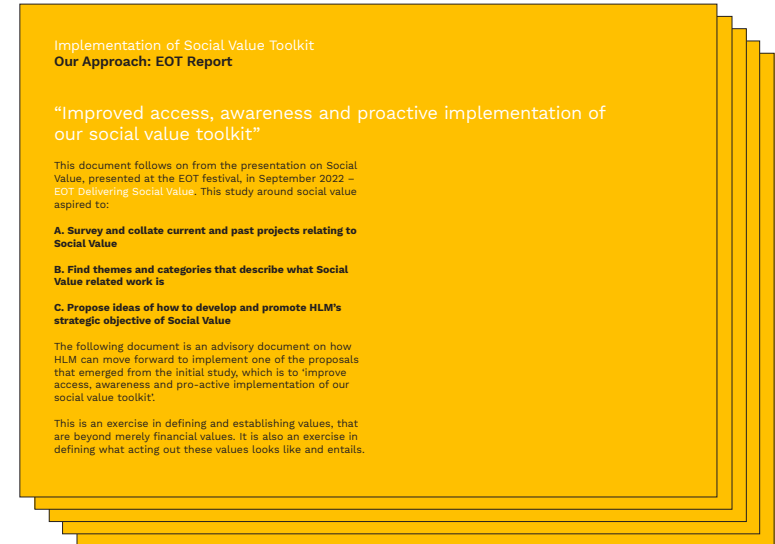 Implementation of Social Value Toolkit
Our Approach: EOT Report
“Improved access, awareness and proactive implementation of
our social value toolkit”
This document follows on from the presentation on Social
Value, presented at the EOT festival, in September 2022 –
EOT Delivering Social Value. This study around social value
aspired to:
A. Survey and collate current and past projects relating to
Social Value
B. Find themes and categories that describe what Social
Value related work is
C. Propose ideas of how to develop and promote HLM’s
strategic objective of Social Value
The following document is an advisory document on how
HLM can move forward to implement one of the proposals
that emerged from the initial study, which is to ‘improve
access, awareness and pro-active implementation of our
social value toolkit’.
This is an exercise in defining and establishing values, that
are beyond merely financial values. It is also an exercise in
defining what acting out these values looks like and entails.